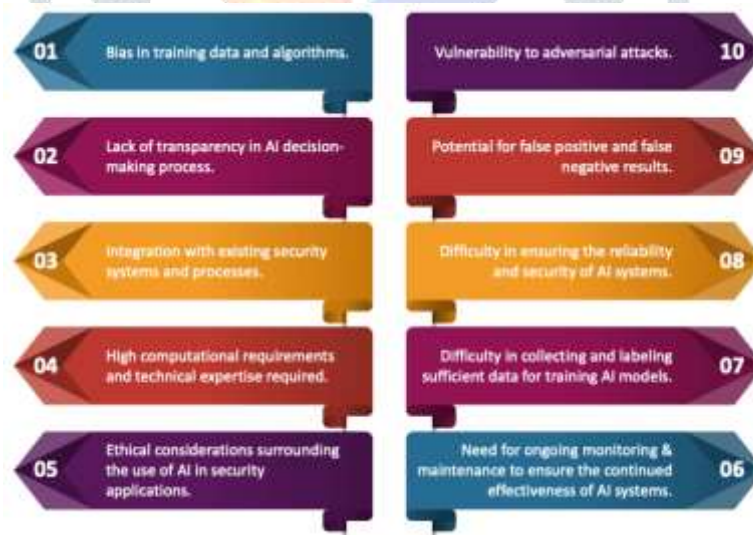 01
Bias in training data and algorithms.
02
Lack of transparency in AI decision-
making process.
03
Integration with existing security
systems and processes.
04
High computational requirements
and technical expertise required.
05
Ethical considerations surrounding
the use of AI in security
applications.
Vulnerability to adversarial attacks.
10
Potential for false positive and false
negative results.
09
Difficulty in ensuring the reliability
and security of AI systems.
08
Difficulty in collecting and labeling
sufficient data for training AI models.
07
Need for ongoing monitoring &
maintenance to ensure the continued
effectiveness of AI systems.
06